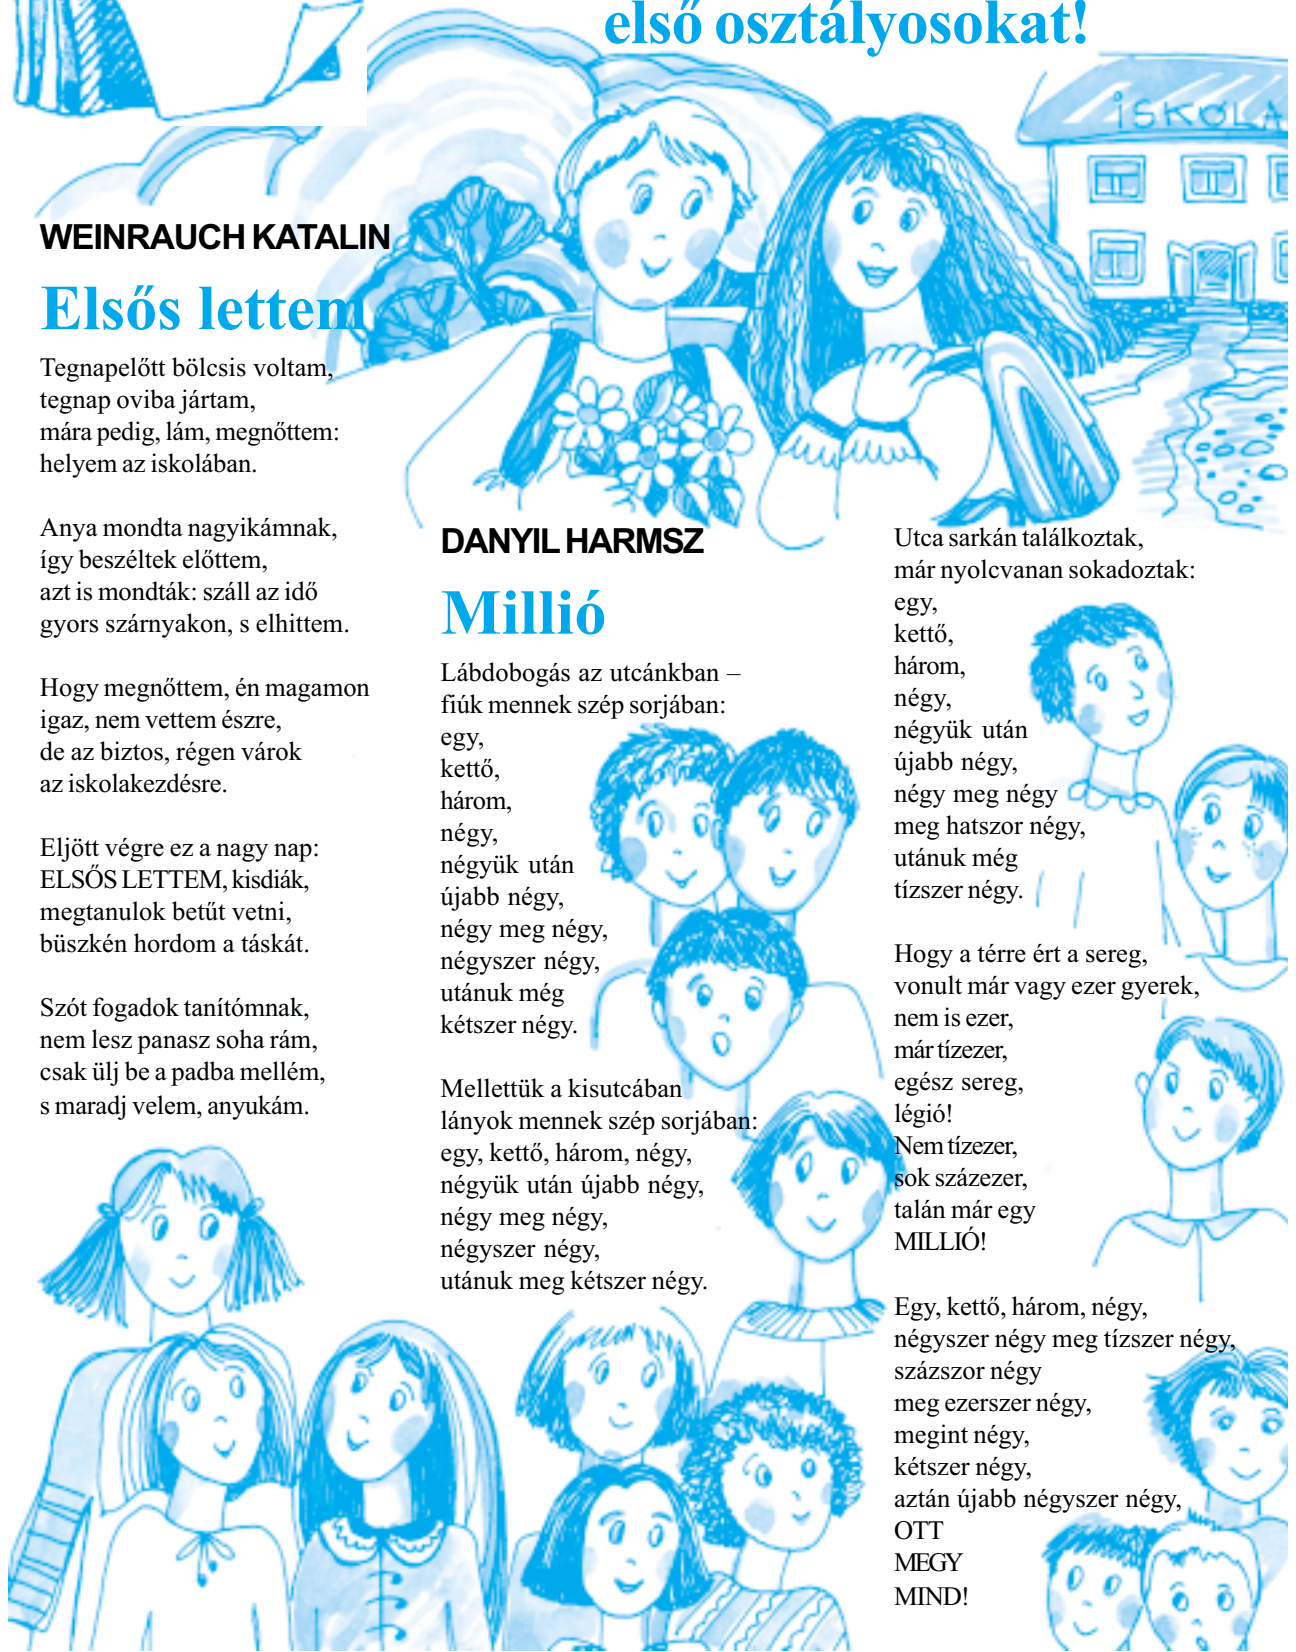 első osztályosokat!
ISKOLA
WEINRAUCH KATALIN
Elsős lettem
Tegnapelőtt bölcsis voltam,
tegnap oviba jártam,
mára pedig, lám, megnőttem:
helyem az iskolában.
Anya mondta nagyikámnak,
így beszéltek előttem,
azt is mondták: száll az idő
gyors szárnyakon, s elhittem.
Hogy megnőttem, én magamon
igaz, nem vettem észre,
de az biztos, régen várok
az iskolakezdésre.
Eljött végre ez a nagy nap:
ELSŐS LETTEM, kisdiák,
megtanulok betűt vetni,
büszkén hordom a táskát.
Szót fogadok tanítómnak,
nem lesz panasz soha rám,
csak ülj be a padba mellém,
s maradj velem, anyukám.
DANYIL HARMSZ
Millió
Lábdobogás az utcánkban –
fiúk mennek szép sorjában:
egy,
kettő,
három,
négy,
négyük után
újabb négy,
négy meg négy,
négyszer négy,
utánuk még
kétszer négy.
Mellettük a kisutcában
lányok mennek szép sorjában:
egy, kettő, három, négy,
négyük után újabb négy,
négy meg négy,
négyszer négy,
utánuk meg kétszer négy.
Utca sarkán találkoztak,
már nyolcvanan sokadoztak:
egy,
kettő,
három,
négy,
négyük után
újabb négy,
négy meg négy
meg hatszor négy,
utánuk még
tízszer négy.
Hogy a térre ért a sereg,
vonult már vagy ezer gyerek,
nem is ezer,
már tízezer,
egész sereg,
légió!
Nem tízezer,
sok százezer,
talán már egy
MILLIÓ!
Egy, kettő, három, négy,
négyszer négy meg tízszer négy,
százszor négy
meg ezerszer négy,
megint négy,
kétszer négy,
aztán újabb négyszer négy,
OTT
MEGY
MIND!